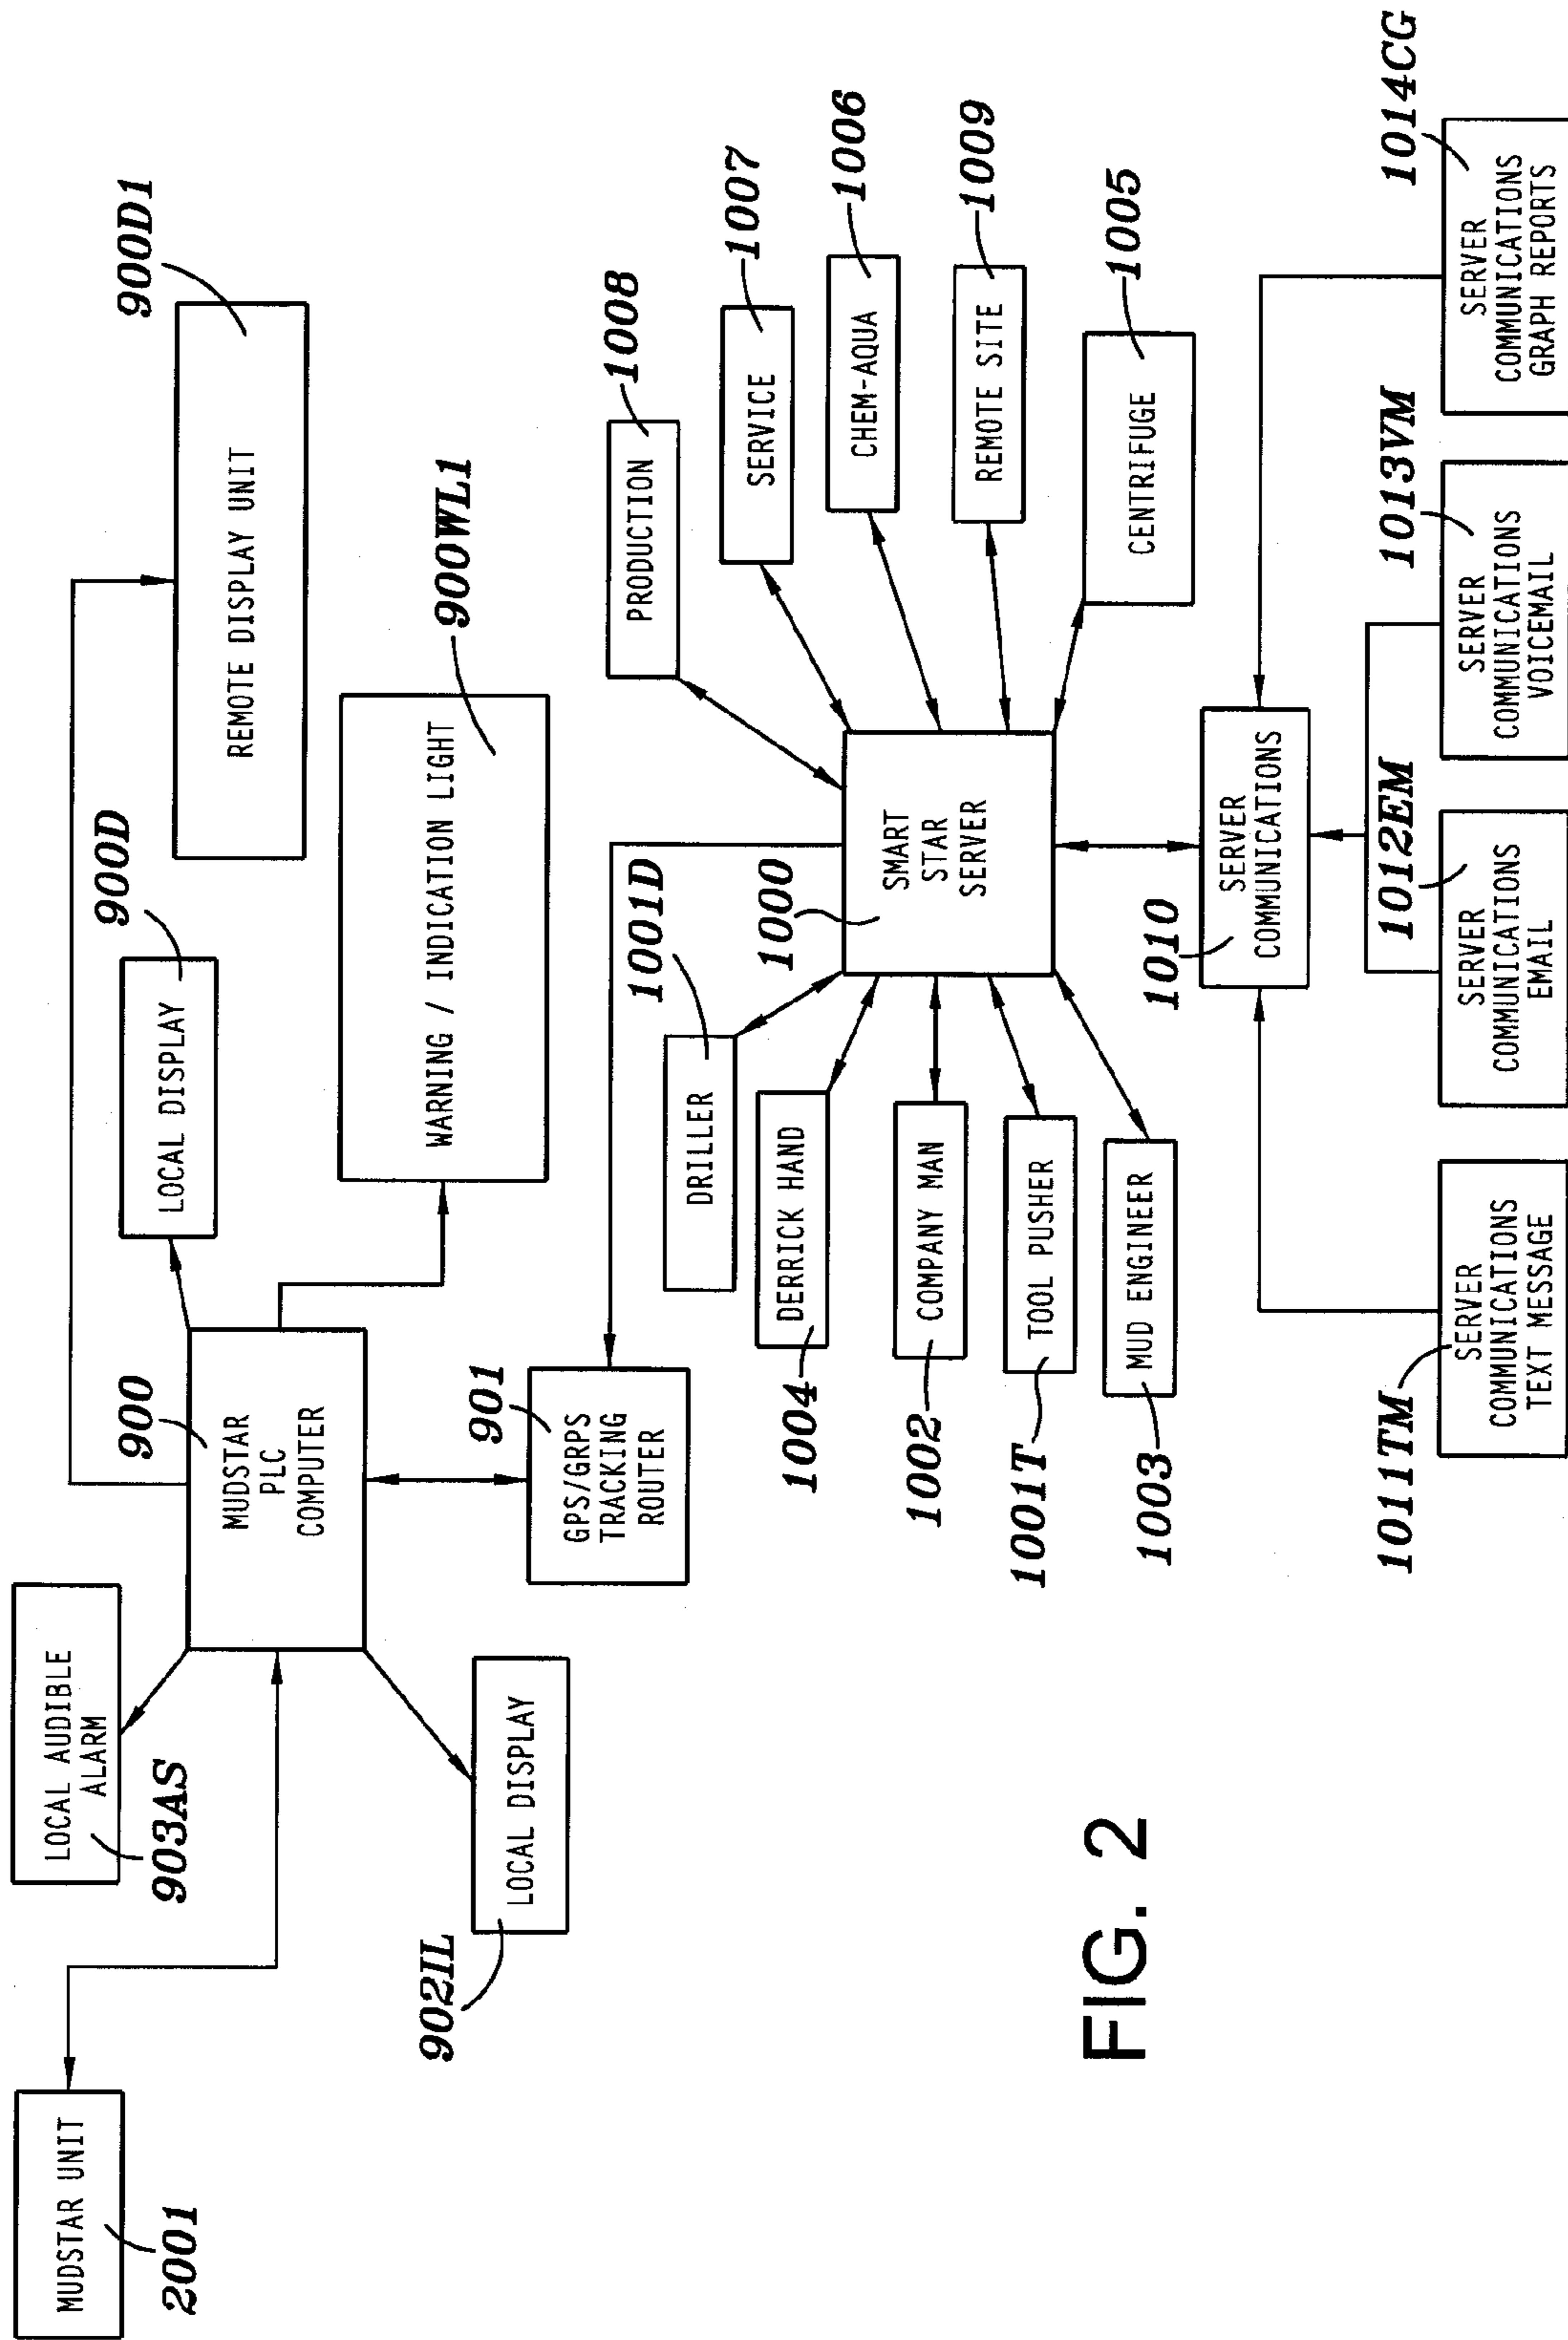 MUDSTAR UNIT
2001
LOCAL AUDIBLE
ALARM
903AS
MUDSTAR
PLC
COMPUTER
900
LOCAL DISPLAY
900D
REMOTE DISPLAY UNIT
900D1
WARNING / INDICATION LIGHT
900WL1
LOCAL DISPLAY
902IL
GPS/GRPS
TRACKING
ROUTER
901
SMART
STAR
SERVER
1000
DRILLER
1001D
DERRICK HAND
1004
COMPANY MAN
1002
TOOL PUSHER
1001T
MUD ENGINEER
1003
PRODUCTION
1008
SERVICE
1007
CHEM-AQUA
1006
REMOTE SITE
1009
CENTRIFUGE
1005
SERVER
COMMUNICATIONS
1010
SERVER
COMMUNICATIONS
TEXT MESSAGE
1011TM
SERVER
COMMUNICATIONS
EMAIL
1012EM
SERVER
COMMUNICATIONS
VOICEMAIL
1013VM
SERVER
COMMUNICATIONS
GRAPH REPORTS
1014CG
FIG. 2